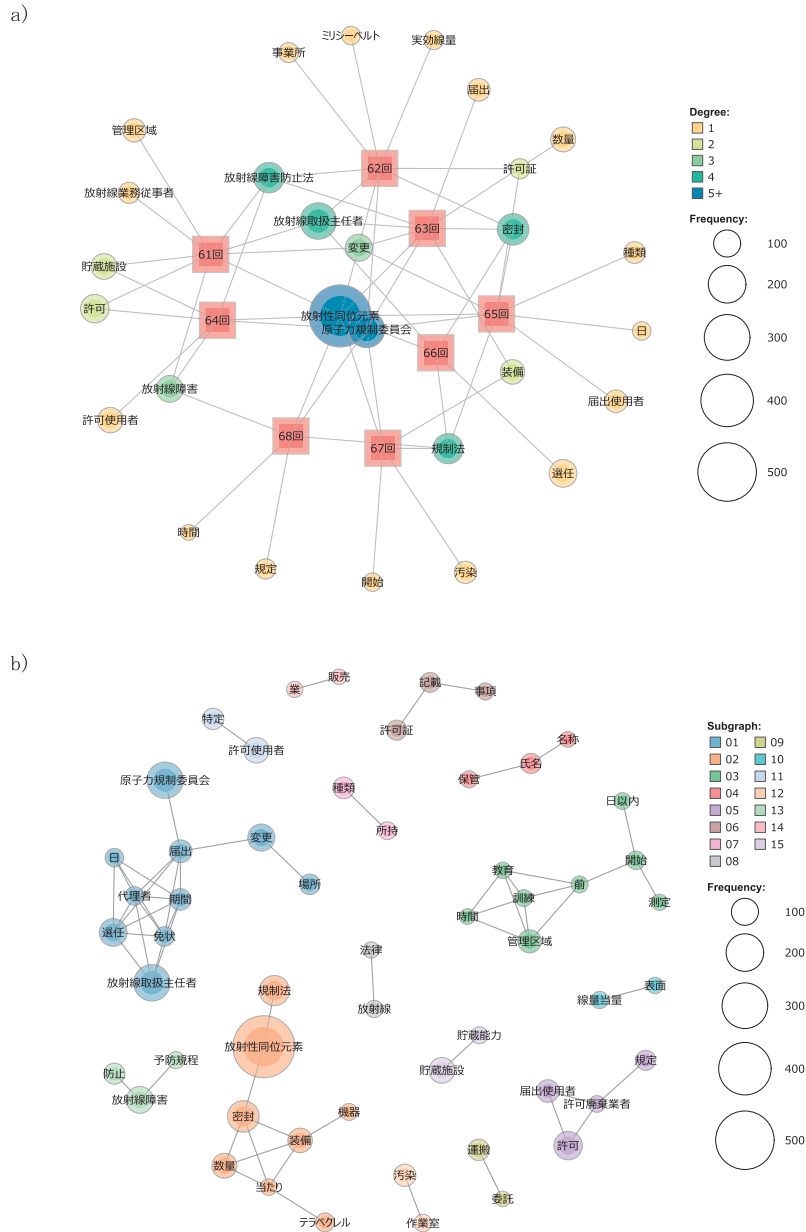 a)
ミリシーベルト
実効線量
事業所
届出
管理区域
数量
62回
許可証
放射線障害防止法
放射線業務従事者
放射線取扱主任者
63回
密封
変更
61回
種類
貯蔵施設
許可
64回
放射性同位元素
65回
原子力規制委員会
日
66回
装備
放射線障害
届出使用者
許可使用者
68回
67回
規制法
選任
時間
規定
開始
汚染
Degree:
1
2
3
4
5+
Frequency:
100
200
300
400
500
b)
業
販売
記載
事項
特定
許可証
許可使用者
名称
氏名
保管
原子力規制委員会
種類
所持
日以内
変更
届出
日
場所
代理者
期間
選任
免状
放射線取扱主任者
教育
前
開始
訓練
時間
測定
管理区域
法律
放射線
表面
線量当量
規制法
放射性同位元素
貯蔵能力
貯蔵施設
予防規程
防止
放射線障害
規定
届出使用者
許可廃棄業者
許可
密封
機器
装備
数量
当たり
テラベクレル
運搬
委託
汚染
作業室
Subgraph:
01
02
03
04
05
06
07
08
09
10
11
12
13
14
15
Frequency:
100
200
300
400
500